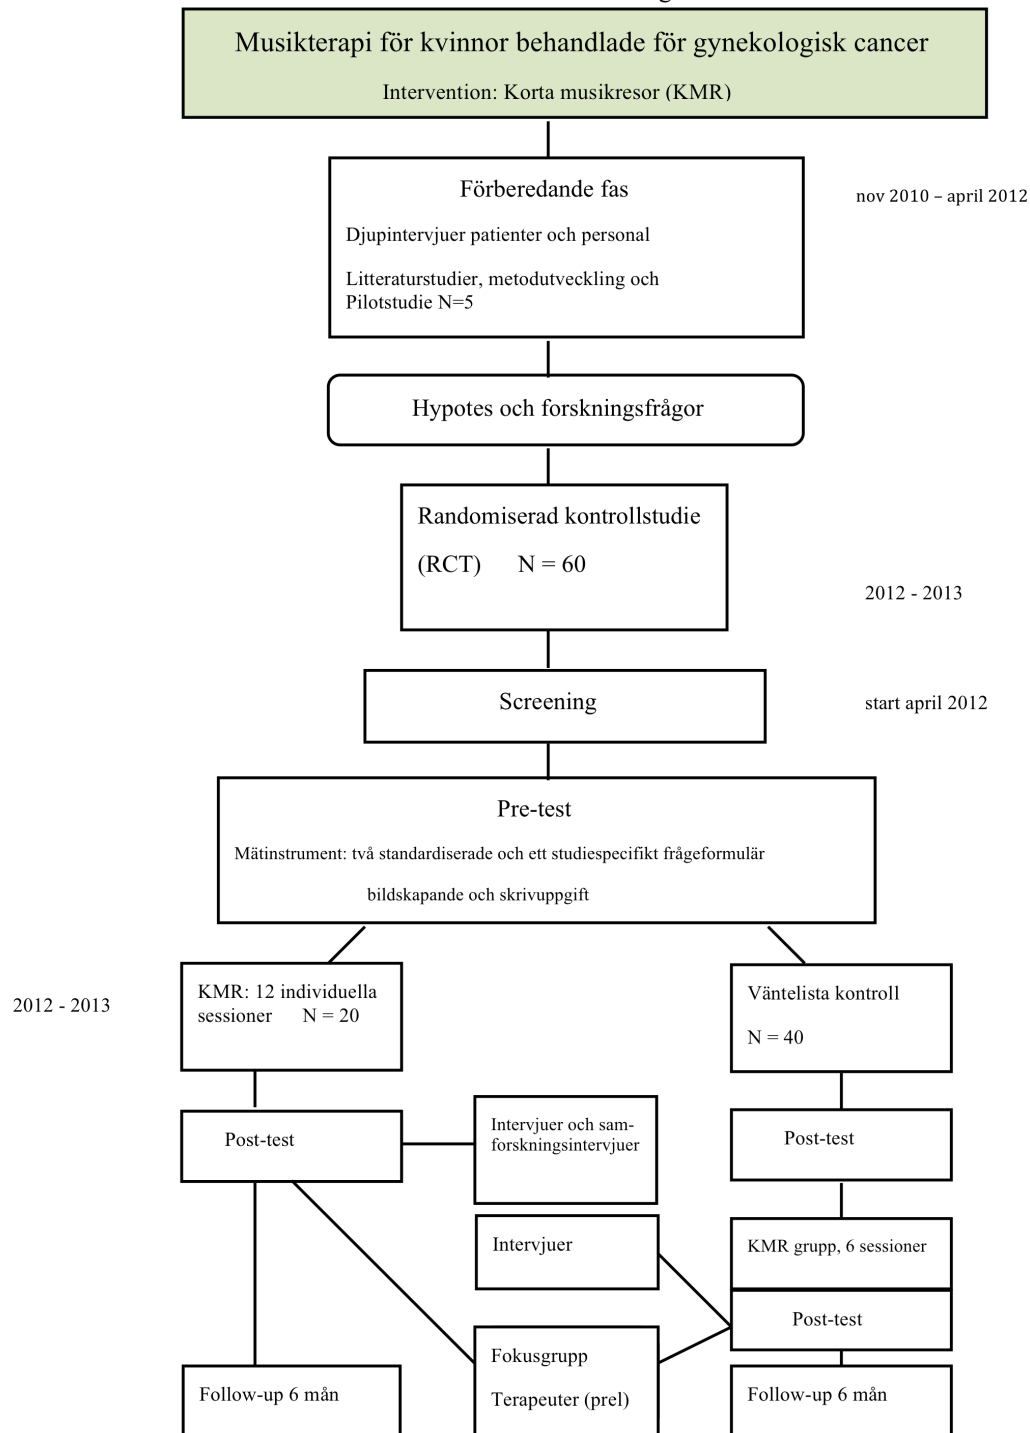 Musikterapi för kvinnor behandlade för gynekologisk cancer
Intervention: Korta musikresor (KMR)
Förberedande fas
nov 2010 – april 2012
Djupintervjuer patienter och personal
Litteraturstudier, metodutveckling och
Pilotstudie N=5
Hypotes och forskningsfrågor
Randomiserad kontrollstudie
(RCT) N = 60
2012 - 2013
Screening
start april 2012
Pre-test
Mätinstrument: två standardiserade och ett studiespecifikt frågeformulär
bildskapande och skrivuppgift
2012 - 2013
KMR: 12 individuella
sessioner N = 20
Väntelista kontroll
N = 40
Post-test
Intervjuer och sam-
forskningsintervjuer
Post-test
Intervjuer
KMR grupp, 6 sessioner
Post-test
Fokusgrupp
Terapeuter (prel)
Follow-up 6 mån
Follow-up 6 mån